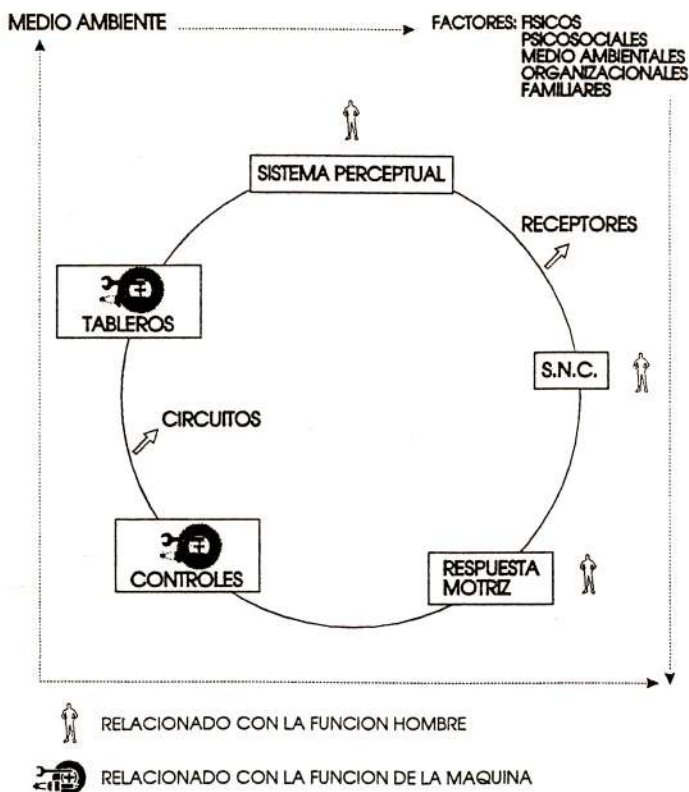 MEDIO AMBIENTE
FACTORES: FISICOS
PSICOSOCIALES
MEDIO AMBIENTALES
ORGANIZACIONALES
FAMILIARES
SISTEMA PERCEPTUAL
RECEPTORES
TABLEROS
S.N.C.
CIRCUITOS
CONTROLES
RESPUESTA
MOTRIZ
RELACIONADO CON LA FUNCION HOMBRE
RELACIONADO CON LA FUNCION DE LA MAQUINA